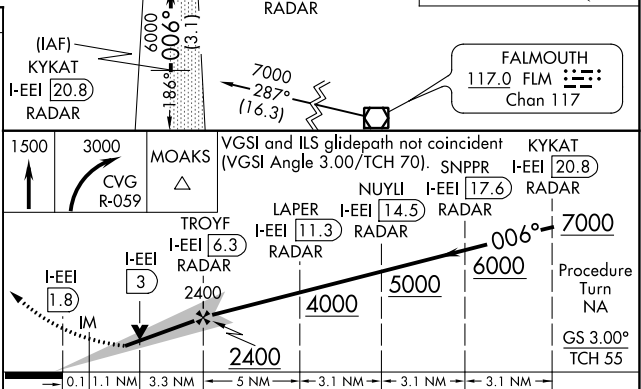 RADAR
6000
006°
(3.1)
186°
(IAF)
KYKAT
I-EEI 20.8
RADAR
7000
287°
(16.3)
FALMOUTH
117.0 FLM
Chan 117
1500
3000
CVG
R-059
MOAKS
VGSI and ILS glidepath not coincident
(VGSI Angle 3.00/TCH 70).
KYKAT
I-EEI 20.8
RADAR
SNPPR
I-EEI 17.6
RADAR
NUYLI
I-EEI 14.5
RADAR
LAPER
I-EEI 11.3
RADAR
TROYF
I-EEI 6.3
RADAR
I-EEI
3
I-EEI
1.8
IM
2400
2400
4000
5000
6000
006°
7000
Procedure
Turn
NA
GS 3.00°
TCH 55
0.1 1.1 NM 3.3 NM 5 NM 3.1 NM 3.1 NM 3.1 NM